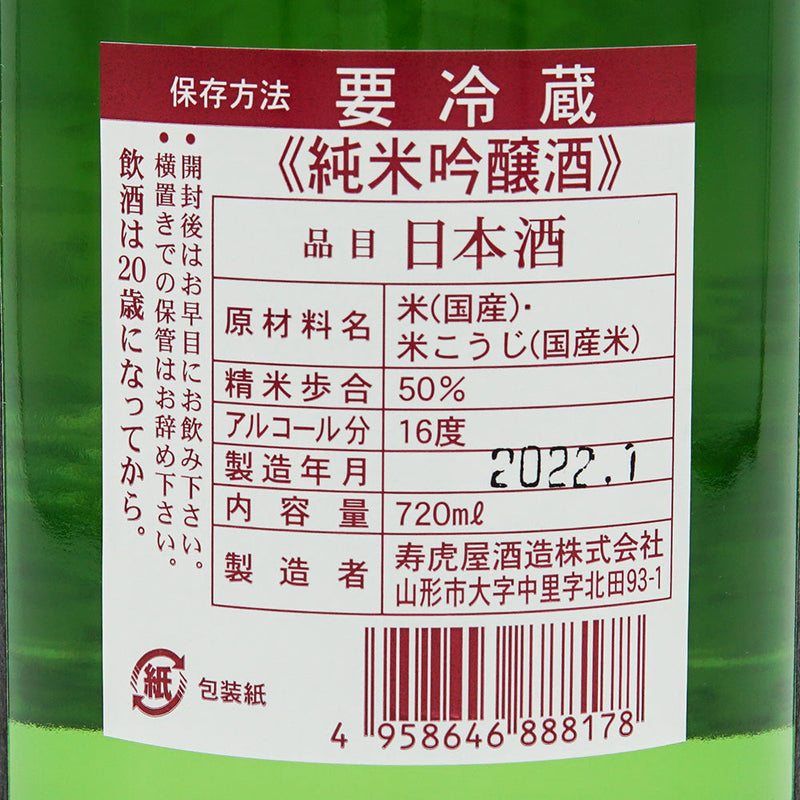 保存方法 要冷蔵
《純米吟醸酒》
品目 日本酒
原材料名 米(国産)・
米こうじ(国産米)
精米歩合 50%
アルコール分 16度
製造年月 2022.1
内容量 720mℓ
製造者 寿虎屋酒造株式会社
山形市大字中里字北田93-1
•開封後はお早目にお飲み下さい。
•横置きでの保管はお辞め下さい。
飲酒は20歳になってから。
紙 包装紙
4 958646 888178